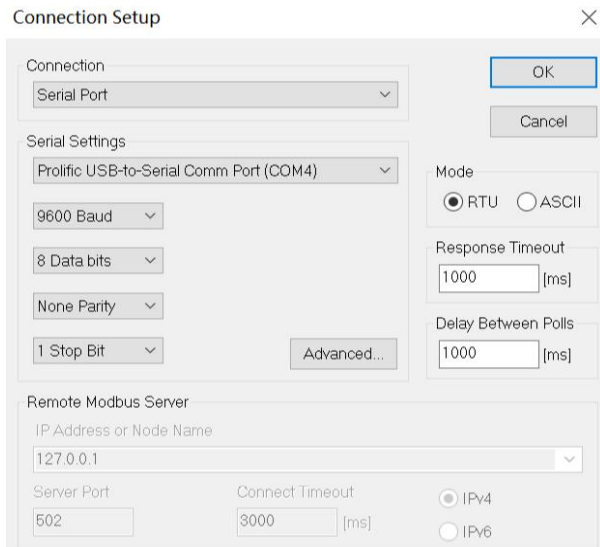 Connection Setup
Connection
Serial Port
OK
Cancel
Serial Settings
Prolific USB-to-Serial Comm Port (COM4)
9600 Baud
8 Data bits
None Parity
1 Stop Bit
Advanced...
Mode
RTU ASCII
Response Timeout
1000 [ms]
Delay Between Polls
1000 [ms]
Remote Modbus Server
IP Address or Node Name
127.0.0.1
Server Port Connect Timeout
502 3000 [ms]
IPv4
IPv6